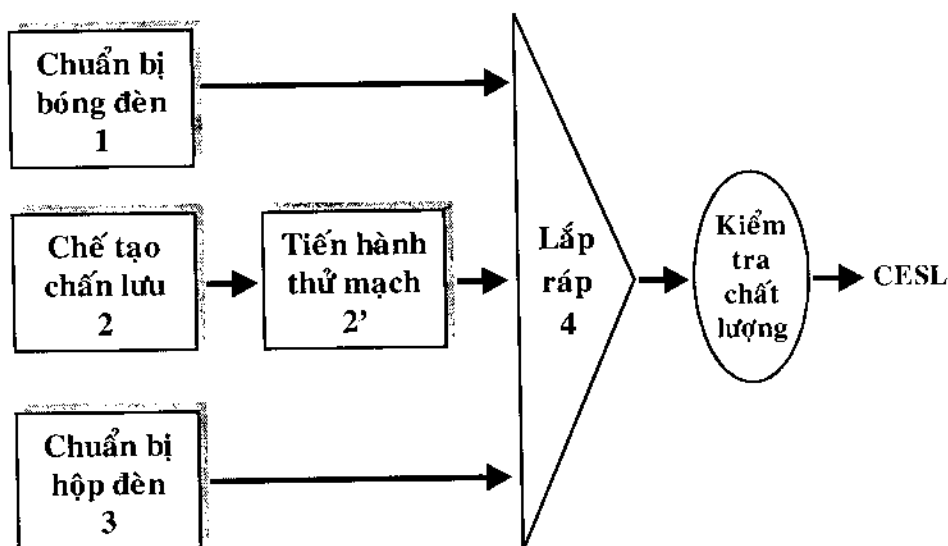 Chuẩn bị
bóng đèn
1
Chế tạo
chấn lưu
2
Tiến hành
thử mạch
2’
Chuẩn bị
hộp đèn
3
Lắp
ráp
4
Kiểm
tra
chất
lượng
CESL